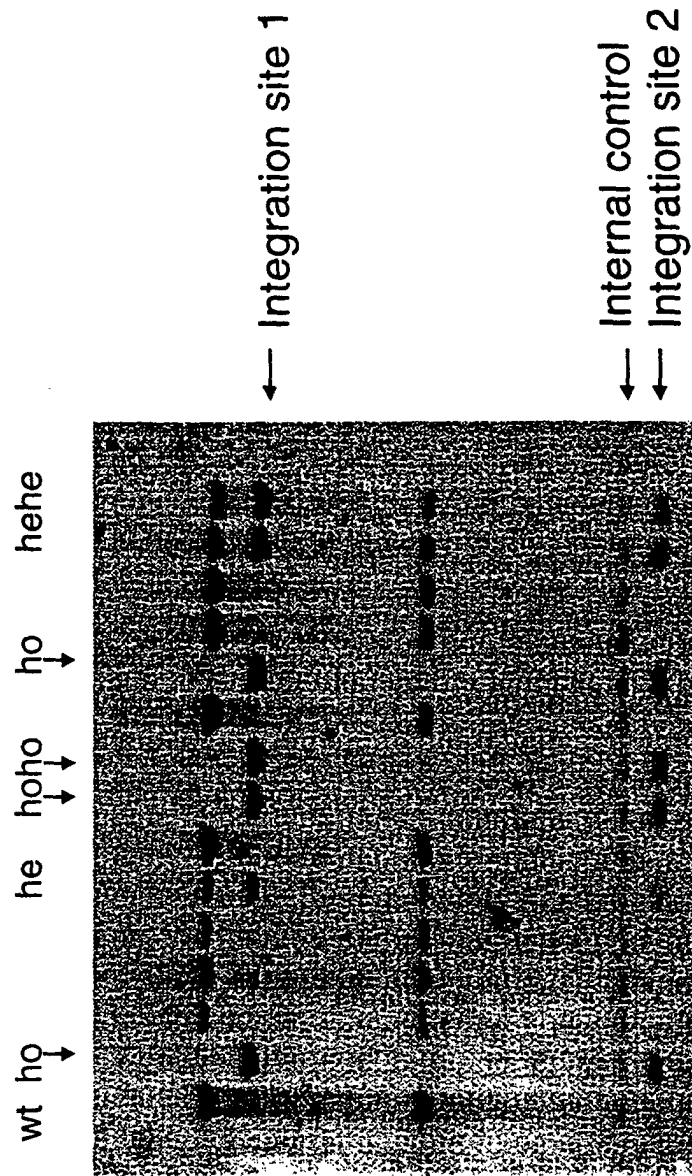 wt ho he hoho ho hehe
Integration site 1
Internal control
Integration site 2